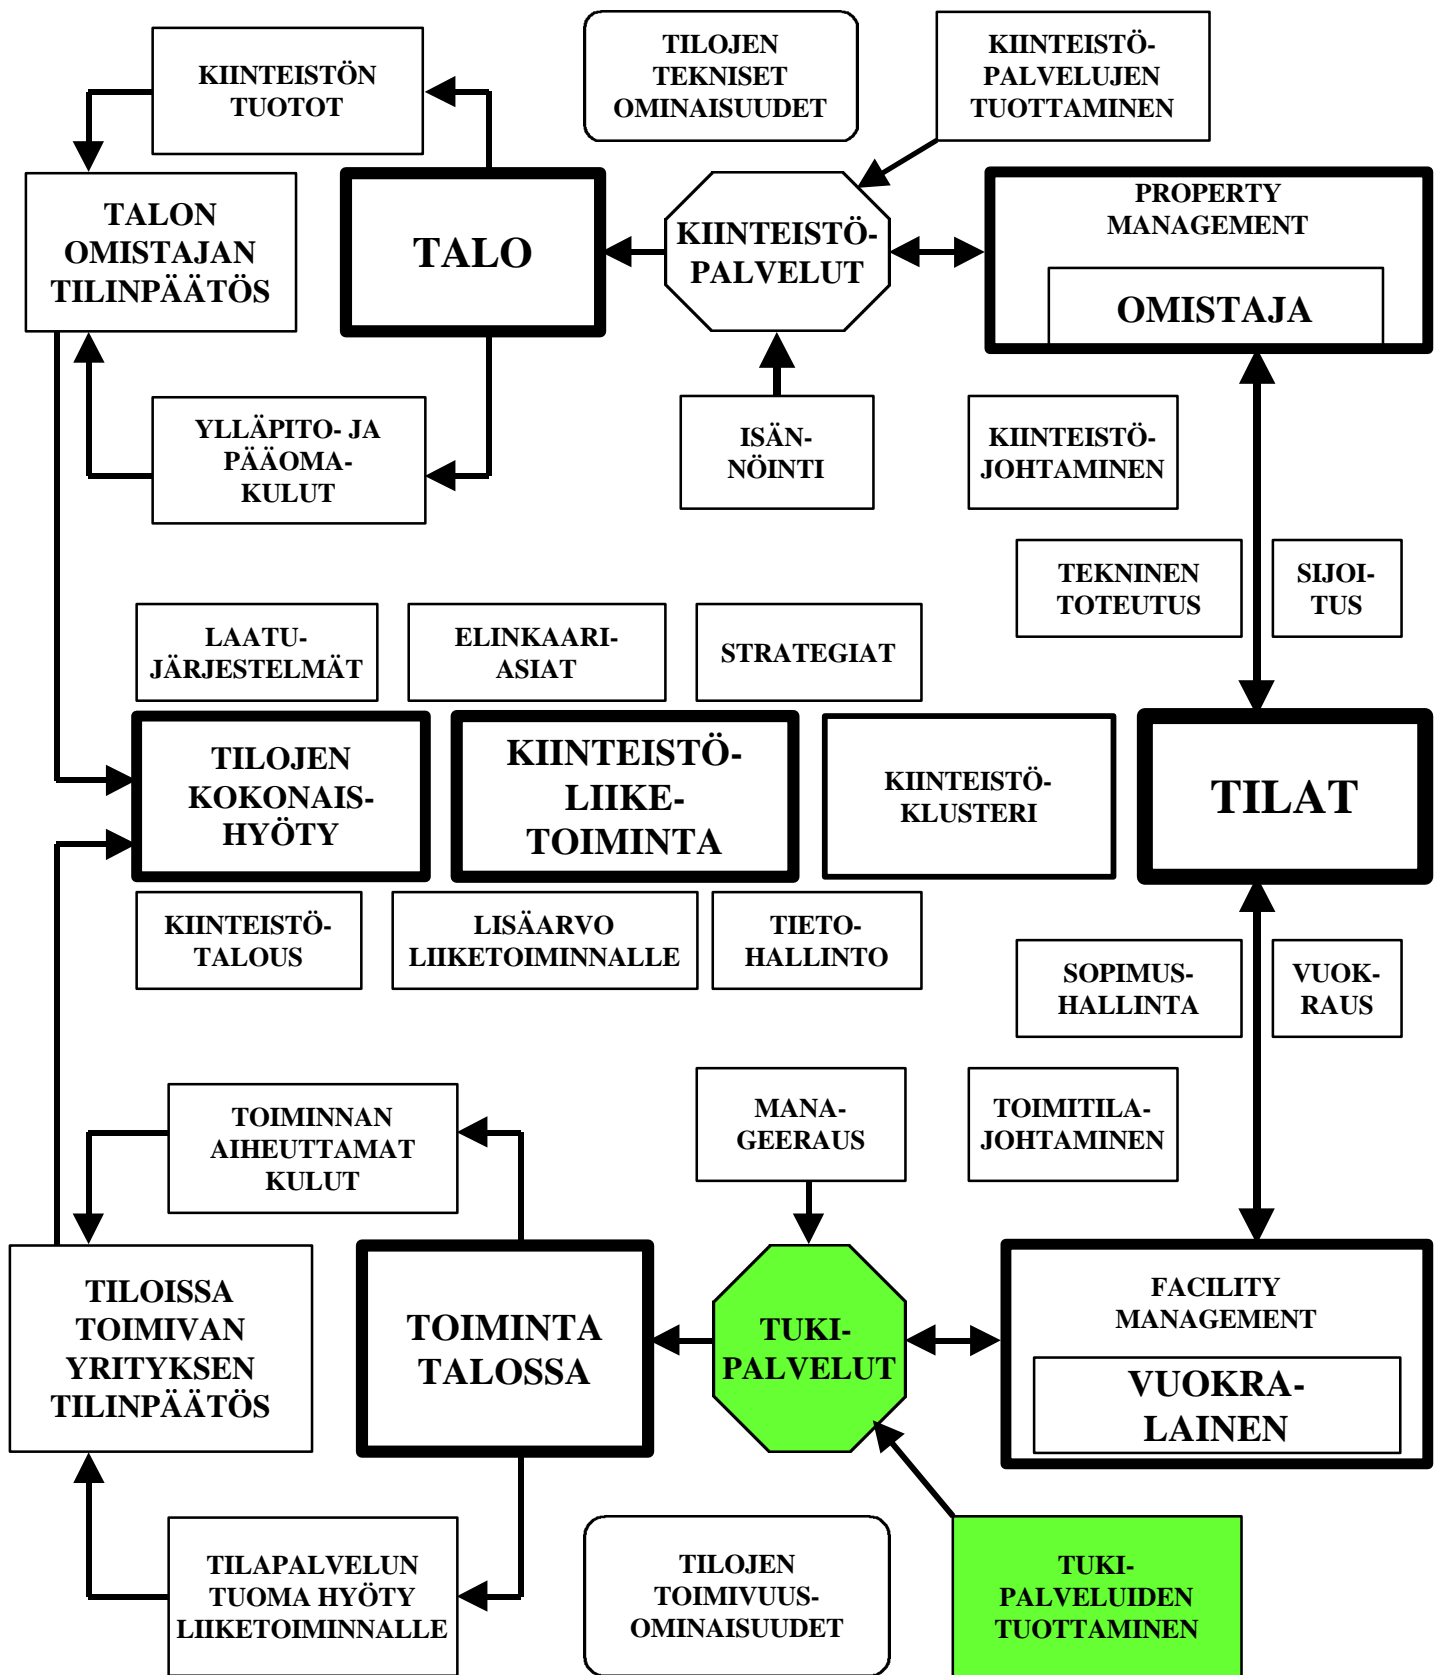 KIINTEISTÖN
TUOTOT
TILOJEN
TEKNISET
OMINAISUUDET
KIINTEISTÖ-
PALVELUJEN
TUOTTAMINEN
TALON
OMISTAJAN
TILINPÄÄTÖS
TALO
KIINTEISTÖ-
PALVELUT
PROPERTY
MANAGEMENT
OMISTAJA
YLLÄPITO- JA
PÄÄOMA-
KULUT
ISÄN-
NÖINTI
KIINTEISTÖ-
JOHTAMINEN
TEKNINEN
TOTEUTUS
SIJOI-
TUS
LAATU-
JÄRJESTELMÄT
ELINKAARI-
ASIAT
STRATEGIAT
TILOJEN
KOKONAIS-
HYÖTY
KIINTEISTÖ-
LIIKE-
TOIMINTA
KIINTEISTÖ-
KLUSTERI
TILAT
KIINTEISTÖ-
TALOUS
LISÄARVO
LIIKETOIMINNALLE
TIETO-
HALLINTO
SOPIMUS-
HALLINTA
VUOK-
RAUS
TOIMINNAN
AIHEUTTAMAT
KULUT
MANA-
GEERAUS
TOIMITILA-
JOHTAMINEN
TILOISSA
TOIMIVAN
YRITYKSEN
TILINPÄÄTÖS
TOIMINTA
TALOSSA
TUKI-
PALVELUT
FACILITY
MANAGEMENT
VUOKRA-
LAINEN
TILAPALVELUN
TUOMA HYÖTY
LIIKETOIMINNALLE
TILOJEN
TOIMIVUUS-
OMINAISUUDET
TUKI-
PALVELUIDEN
TUOTTAMINEN